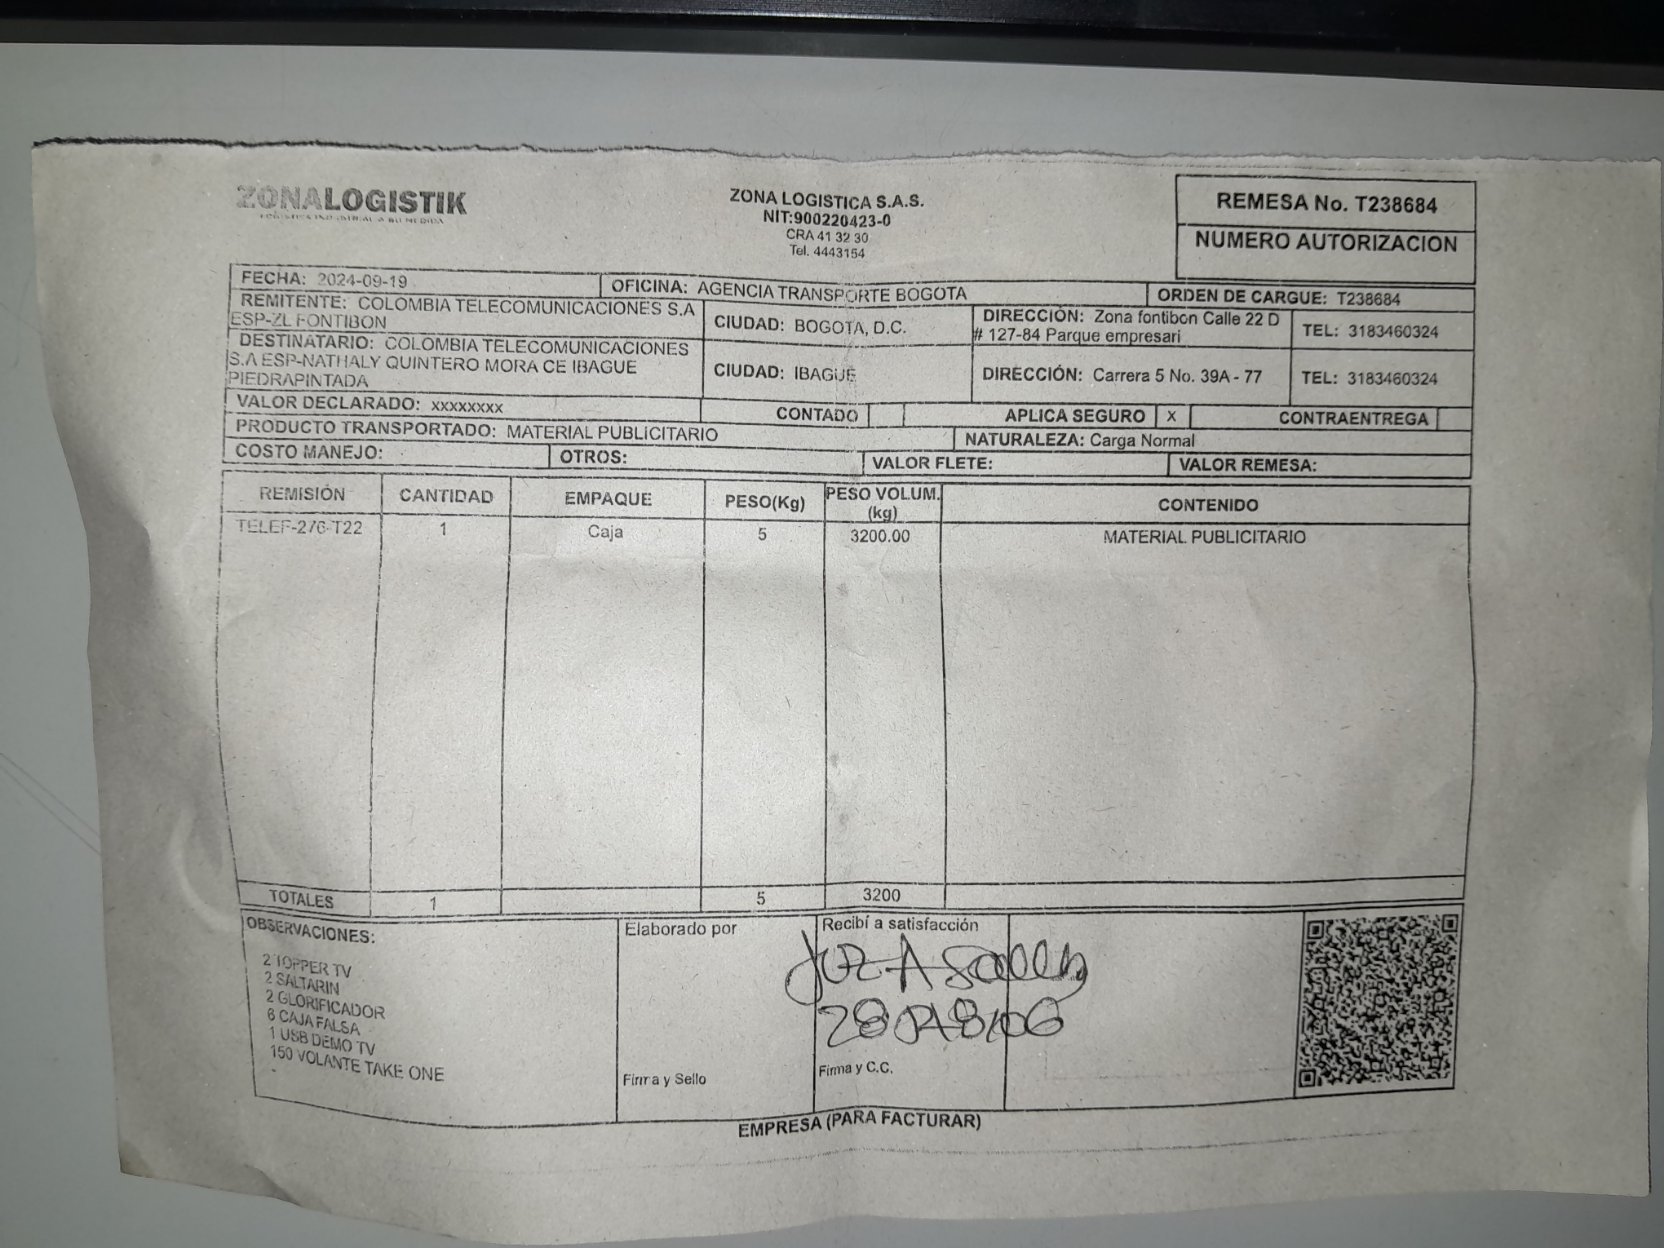 ZONALOGISTIK
LOGISTICA INDUSTRIAL A SU MEDIDA
ZONA LOGISTICA S.A.S.
NIT:900220423-0
CRA 41 32 30
Tel. 4443154
REMESA No. T238684
NUMERO AUTORIZACION
FECHA: 2024-09-19
OFICINA: AGENCIA TRANSPORTE BOGOTA
ORDEN DE CARGUE: T238684
REMITENTE: COLOMBIA TELECOMUNICACIONES S.A
ESP-ZL FONTIBON
CIUDAD: BOGOTA, D.C.
DIRECCIÓN: Zona fontibon Calle 22 D
# 127-84 Parque empresari
TEL: 3183460324
DESTINATARIO: COLOMBIA TELECOMUNICACIONES
S.A ESP-NATHALY QUINTERO MORA CE IBAGUE
PIEDRAPINTADA
CIUDAD: IBAGUE
DIRECCIÓN: Carrera 5 No. 39A - 77
TEL: 3183460324
VALOR DECLARADO: xxxxxxxx
CONTADO
APLICA SEGURO X
CONTRAENTREGA
PRODUCTO TRANSPORTADO: MATERIAL PUBLICITARIO
NATURALEZA: Carga Normal
COSTO MANEJO:
OTROS:
VALOR FLETE:
VALOR REMESA:
REMISIÓN CANTIDAD EMPAQUE PESO(Kg) PESO VOLUM. (kg) CONTENIDO
TELEF-276-T22 1 Caja 5 3200.00 MATERIAL PUBLICITARIO
TOTALES 1 5 3200
OBSERVACIONES:
2 TOPPER TV
2 SALTARIN
2 GLORIFICADOR
6 CAJA FALSA
1 USB DEMO TV
150 VOLANTE TAKE ONE
-
Elaborado por
Firma y Sello
Recibí a satisfacción
Firma y C.C.
EMPRESA (PARA FACTURAR)